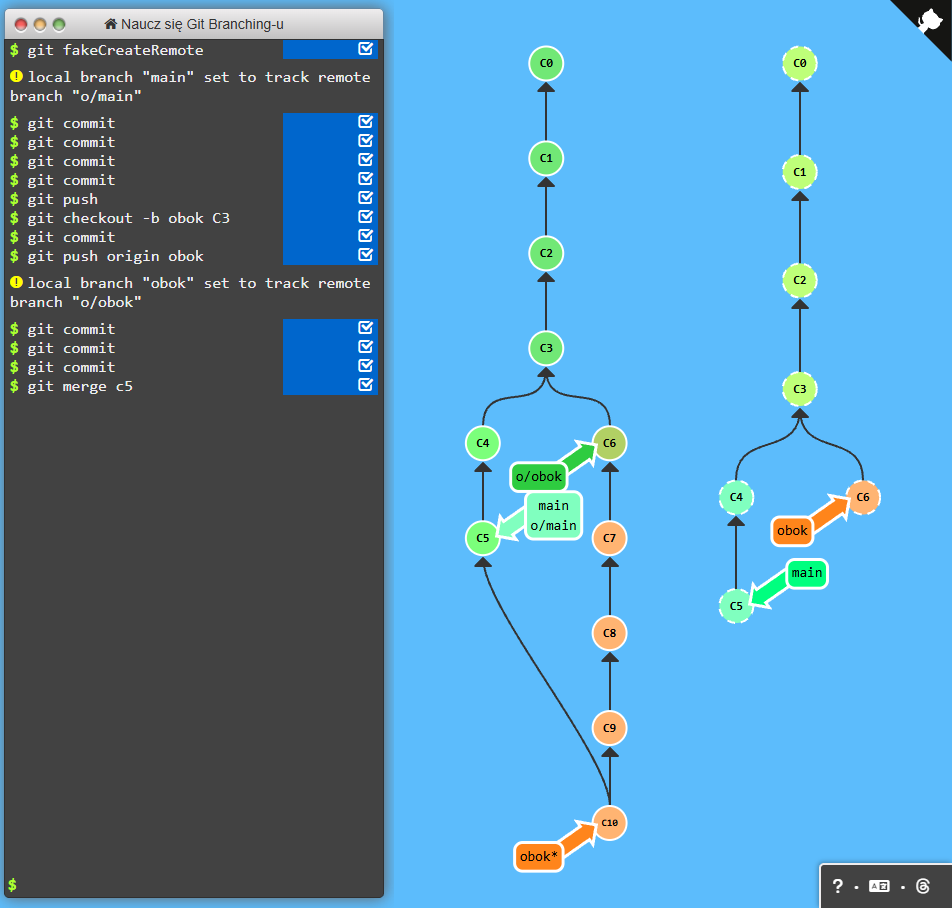 Naucz się Git Branching-u
$ git fakeCreateRemote
! local branch "main" set to track remote
branch "o/main"
$ git commit
$ git commit
$ git commit
$ git commit
$ git push
$ git checkout -b obok C3
$ git commit
$ git push origin obok
! local branch "obok" set to track remote
branch "o/obok"
$ git commit
$ git commit
$ git commit
$ git merge c5
$
C0
C1
C2
C3
C4
C6
o/obok
main
o/main
C5
C7
C8
C9
C10
obok*
C0
C1
C2
C3
C4
C6
obok
main
C5
? · A ·